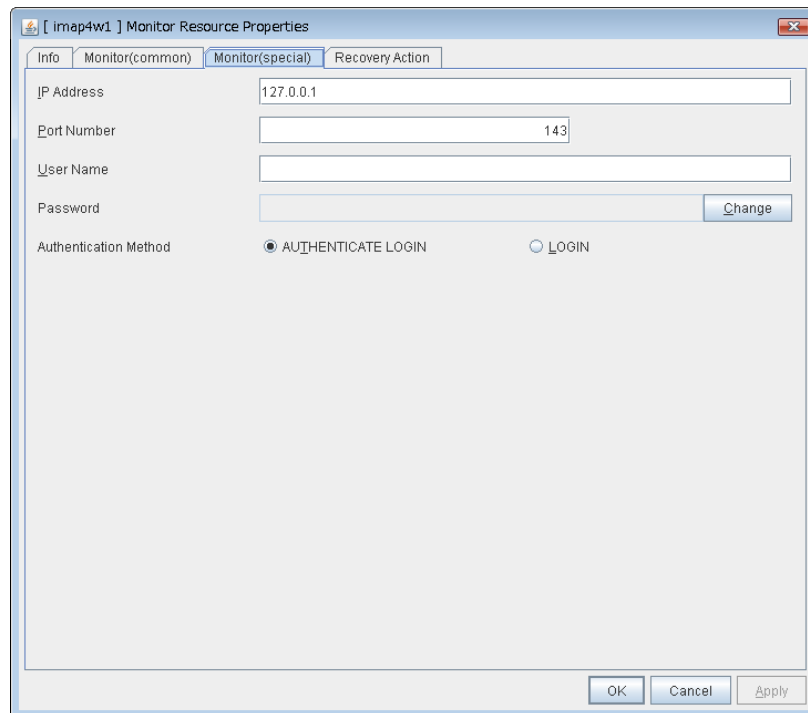 [ imap4w1 ] Monitor Resource Properties
Info Monitor(common) Monitor(special) Recovery Action
IP Address 127.0.0.1
Port Number 143
User Name
Password Change
Authentication Method AUTHENTICATE LOGIN LOGIN
OK Cancel Apply